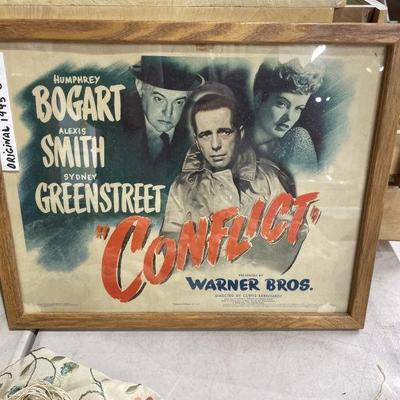 ORIGINAL 1945
HUMPHREY
BOGART
ALEXIS
SMITH
SYDNEY
GREENSTREET
"CONFLICT"
PRESENTED BY
WARNER BROS.
DIRECTED BY CURTIS BERNHARDT